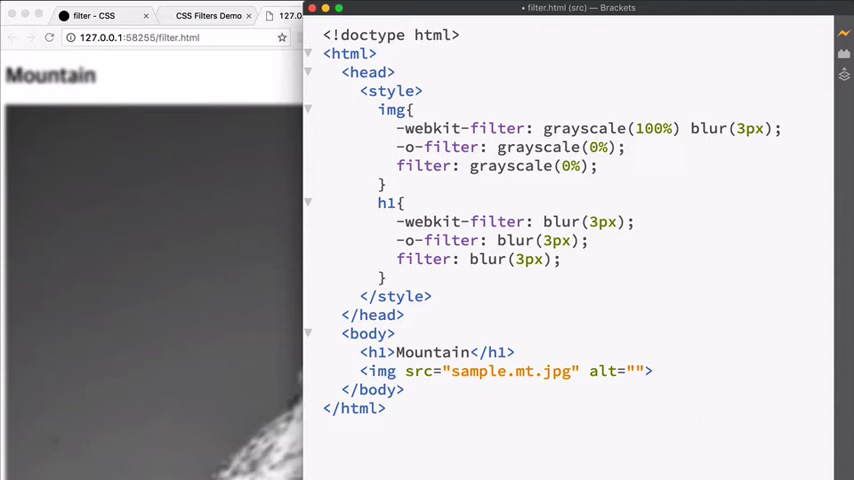 filter - CSS
CSS Filters Demo
127.0.0.1:58255/filter.html
Mountain
• filter.html (src) — Brackets
<!doctype html>
<html>
<head>
<style>
img{
-webkit-filter: grayscale(100%) blur(3px);
-o-filter: grayscale(0%);
filter: grayscale(0%);
}
h1{
-webkit-filter: blur(3px);
-o-filter: blur(3px);
filter: blur(3px);
}
</style>
</head>
<body>
<h1>Mountain</h1>
<img src="sample.mt.jpg" alt="">
</body>
</html>